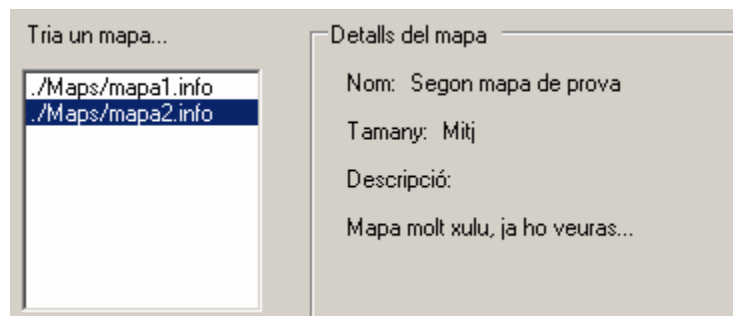 Tria un mapa...
./Maps/mapa1.info
./Maps/mapa2.info
Detalls del mapa
Nom: Segon mapa de prova
Tamany: Mitj
Descripció:
Mapa molt xulu, ja ho veuras...